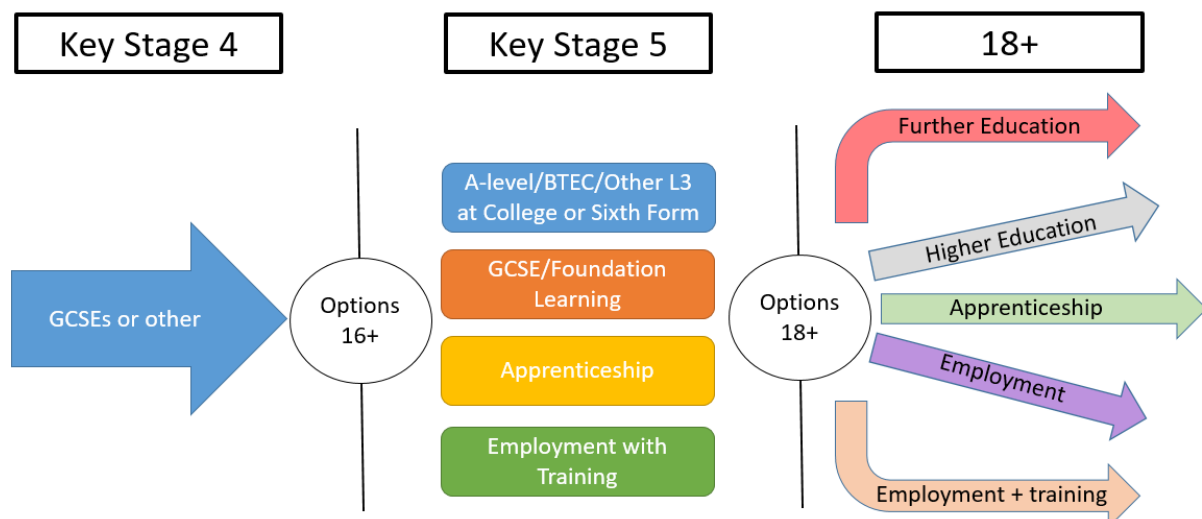 Key Stage 4
Key Stage 5
18+
GCSEs or other
Options
16+
A-level/BTEC/Other L3
at College or Sixth Form
GCSE/Foundation
Learning
Apprenticeship
Employment with
Training
Options
18+
Further Education
Higher Education
Apprenticeship
Employment
Employment + training